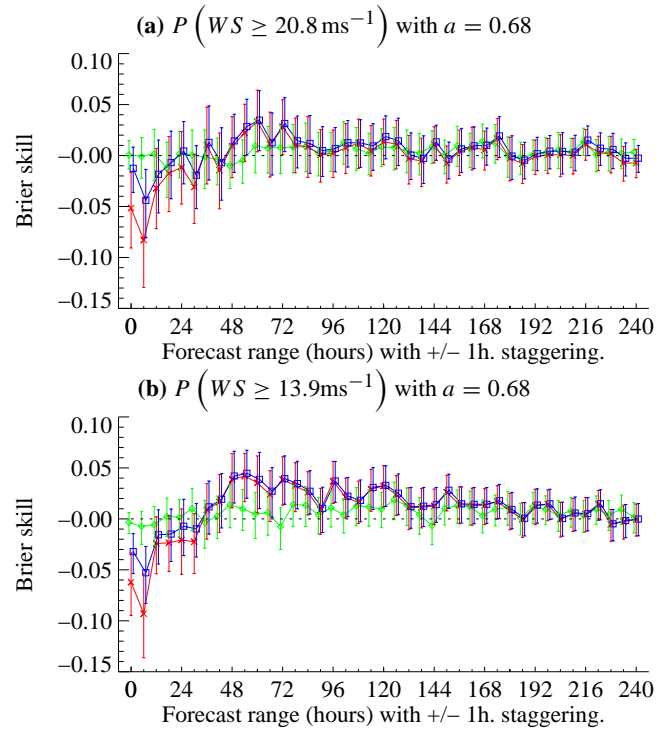 (a) P (WS ≥ 20.8 ms⁻¹) with a = 0.68
0.10
0.05
−0.00
−0.05
−0.10
−0.15
Brier skill
0 24 48 72 96 120 144 168 192 216 240
Forecast range (hours) with +/− 1h. staggering.
(b) P (WS ≥ 13.9ms⁻¹) with a = 0.68
0.10
0.05
−0.00
−0.05
−0.10
−0.15
Brier skill
0 24 48 72 96 120 144 168 192 216 240
Forecast range (hours) with +/− 1h. staggering.